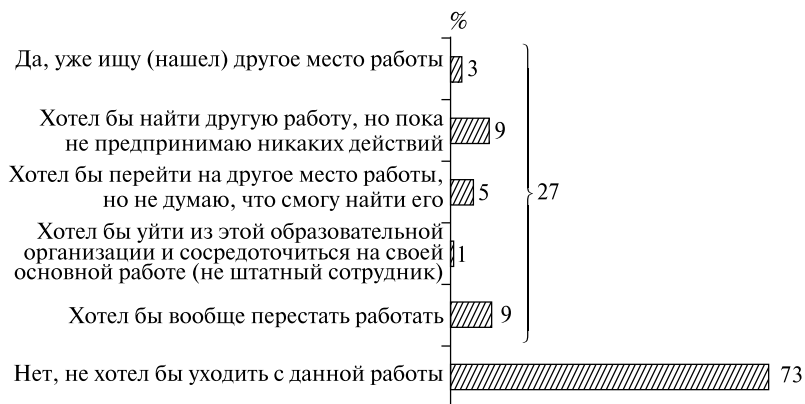 %
Да, уже ищу (нашел) другое место работы
3
Хотел бы найти другую работу, но пока
не предпринимаю никаких действий
9
Хотел бы перейти на другое место работы,
но не думаю, что смогу найти его
5
27
Хотел бы уйти из этой образовательной
организации и сосредоточиться на своей
основной работе (не штатный сотрудник)
1
Хотел бы вообще перестать работать
9
Нет, не хотел бы уходить с данной работы
73